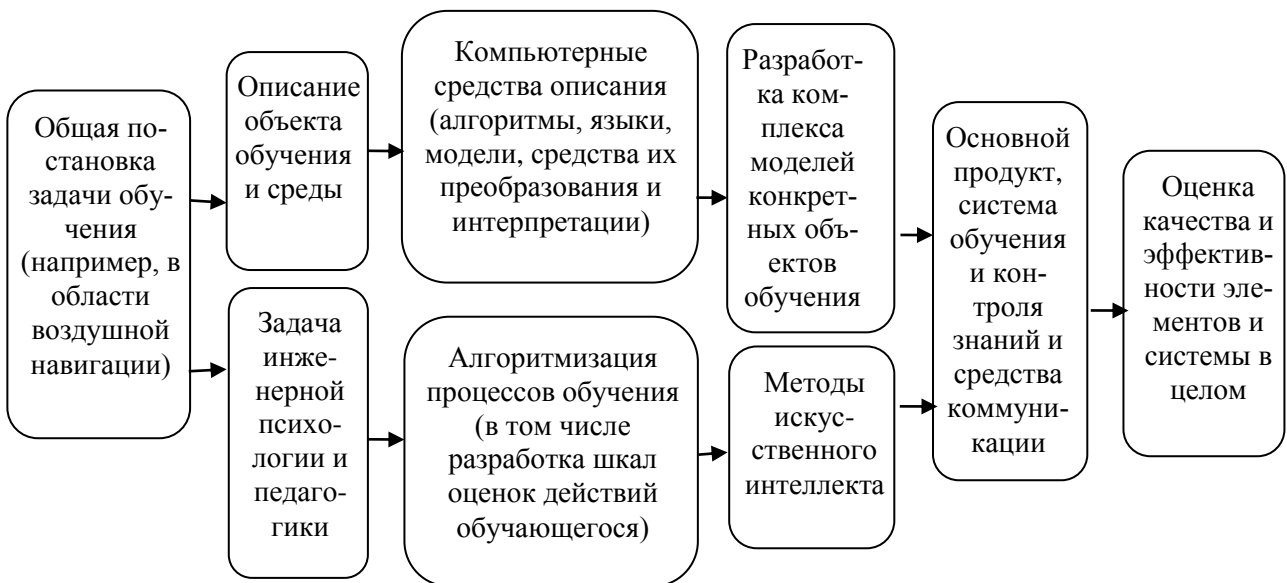 Общая по-
становка
задачи обу-
чения
(например, в
области
воздушной
навигации)
Описание
объекта
обучения
и среды
Компьютерные
средства описания
(алгоритмы, языки,
модели, средства их
преобразования и
интерпретации)
Разработ-
ка ком-
плекса
моделей
конкрет-
ных объ-
ектов
обучения
Задача
инже-
нерной
психо-
логии и
педаго-
гики
Алгоритмизация
процессов обучения
(в том числе
разработка шкал
оценок действий
обучающегося)
Методы
искус-
ственного
интеллекта
Основной
продукт,
система
обучения
и кон-
троля
знаний и
средства
коммуни-
кации
Оценка
качества и
эффектив-
ности эле-
ментов и
системы в
целом